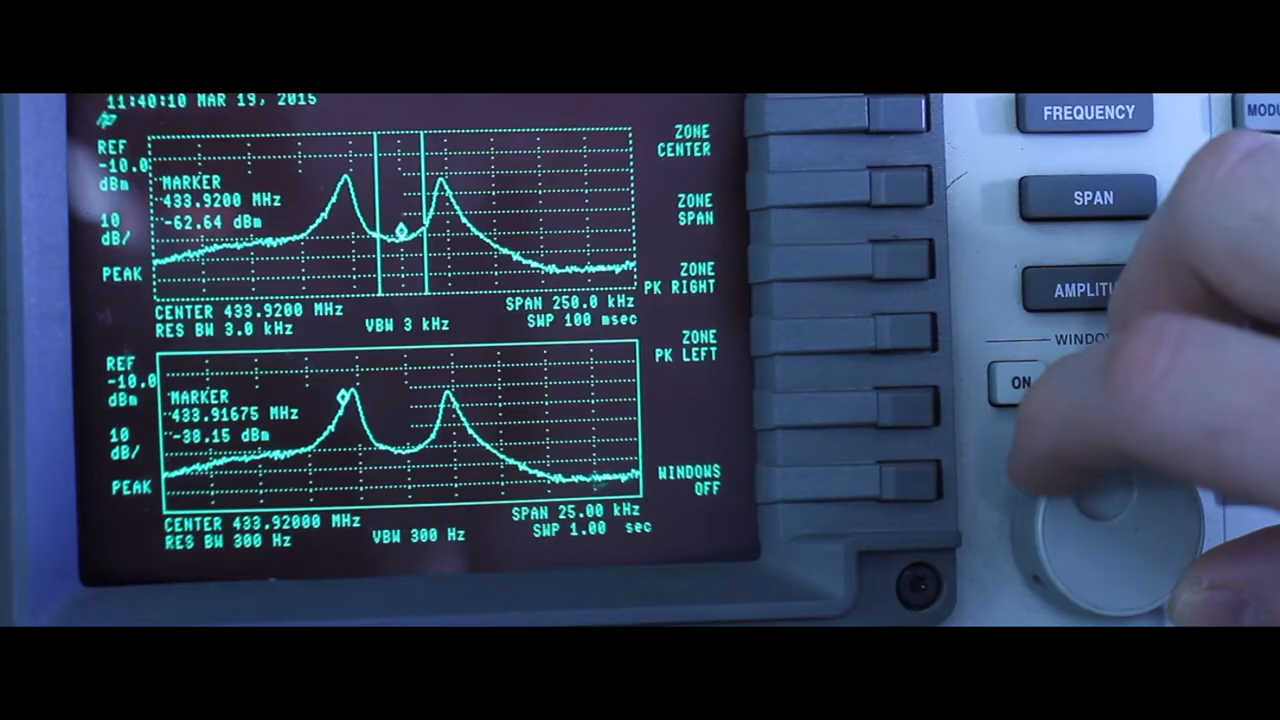 11:40:10 MAR 19, 2015
hp
REF
-10.0
dBm
10
dB/
PEAK
MARKER
433.9200 MHz
-62.64 dBm
CENTER 433.9200 MHz
SPAN 250.0 kHz
RES BW 3.0 kHz
VBW 3 kHz
SWP 100 msec
REF
-10.0
dBm
10
dB/
PEAK
MARKER
433.91675 MHz
-38.15 dBm
CENTER 433.92000 MHz
SPAN 25.00 kHz
RES BW 300 Hz
VBW 300 Hz
SWP 1.00 sec
ZONE
CENTER
ZONE
SPAN
ZONE
PK RIGHT
ZONE
PK LEFT
WINDOWS
OFF
FREQUENCY
MODU
SPAN
AMPLITU
WINDOW
ON